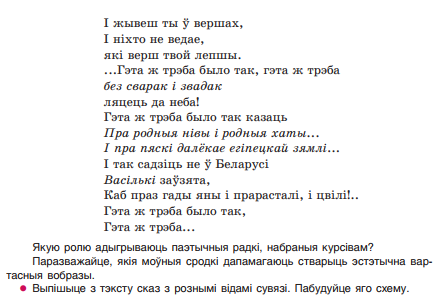 І жывеш ты ў вершах,
І ніхто не ведае,
які верш твой лепшы.
...Гэта ж трэба было так, гэта ж трэба
без сварак і звадак
ляцець да неба!
Гэта ж трэба было так казаць
Пра родныя нівы і родныя хаты...
І пра пяскі далёкае егіпецкай зямлі...
І так садзіць не ў Беларусі
Васількі заўзята,
Каб праз гады яны і прарасталі, і цвілі!..
Гэта ж трэба было так,
Гэта ж трэба...
Якую ролю адыгрываюць паэтычныя радкі, набраныя курсівам?
Паразважайце, якія моўныя сродкі дапамагаюць стварыць эстэтычна вар-
тасныя вобразы.
● Выпішыце з тэксту сказ з рознымі відамі сувязі. Пабудуйце яго схему.